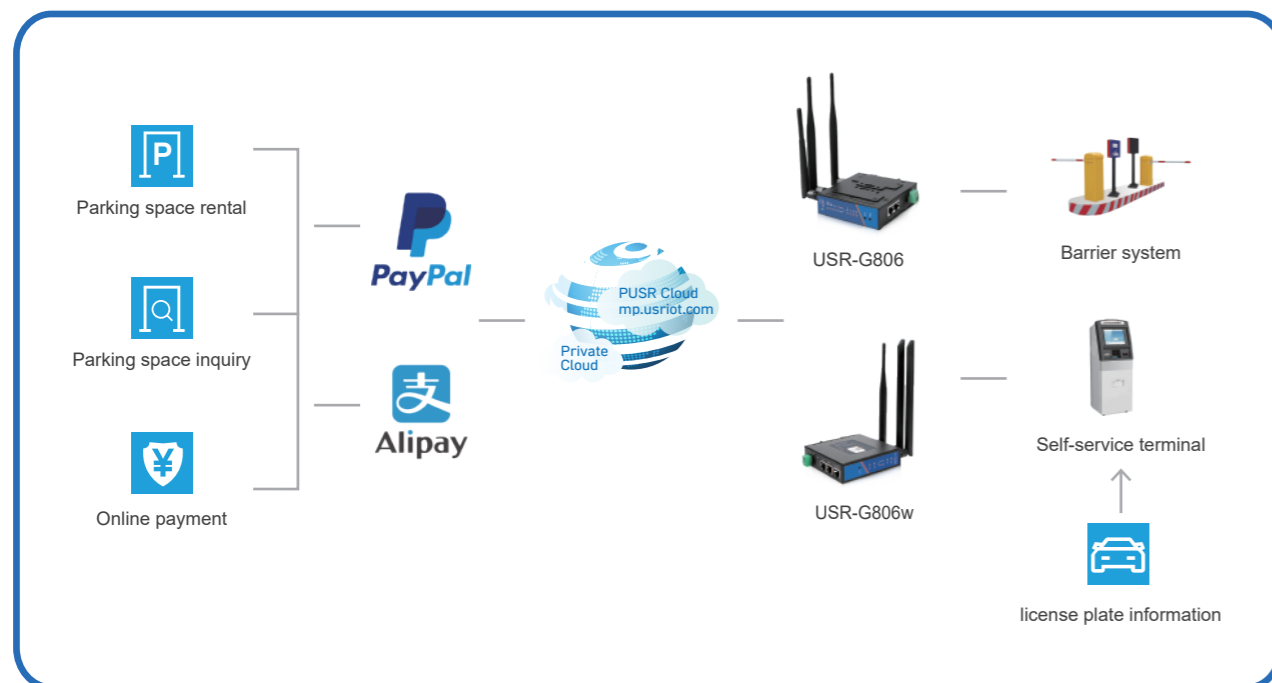 P
Parking space rental
Parking space inquiry
¥
Online payment
PayPal
支
Alipay
PUSR Cloud
mp.usriot.com
Private
Cloud
USR-G806
Barrier system
USR-G806w
Self-service terminal
license plate information